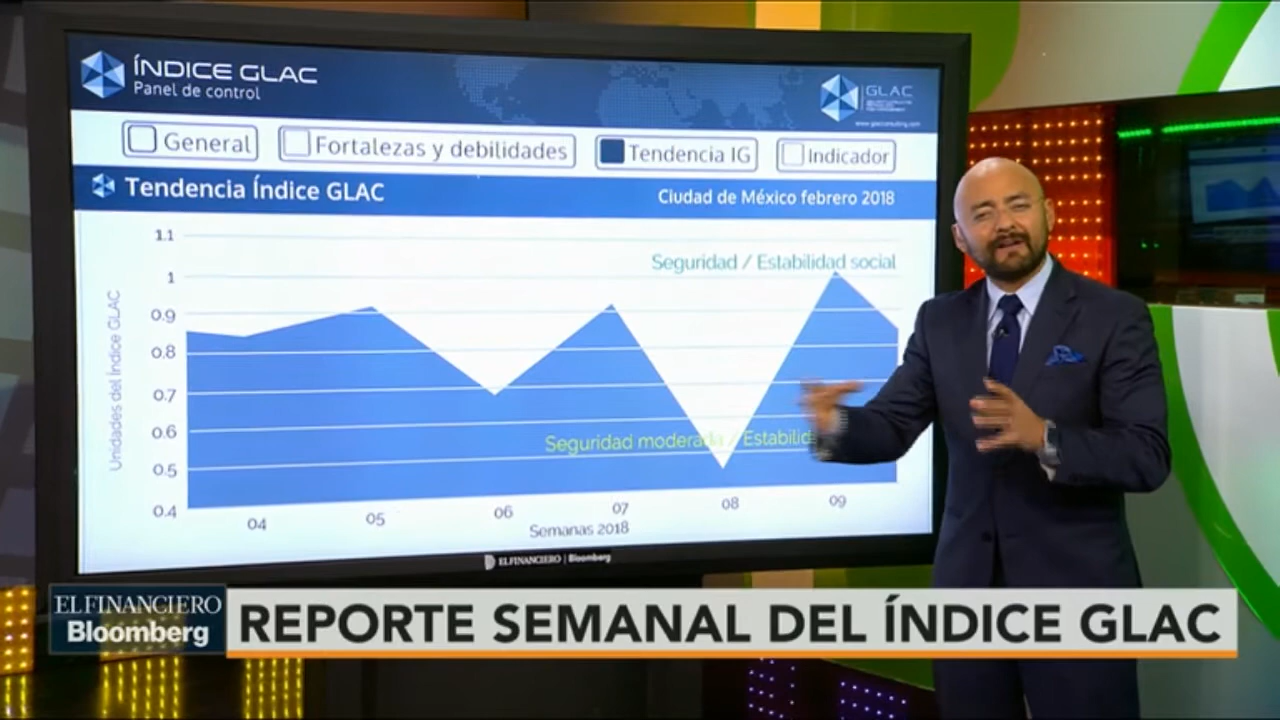 ÍNDICE GLAC
Panel de control
GLAC
General
Fortalezas y debilidades
Tendencia IG
Indicador
Tendencia Índice GLAC
Ciudad de México febrero 2018
1.1
1
0.9
0.8
0.7
0.6
0.5
0.4
Unidades del Índice GLAC
Seguridad / Estabilidad social
Seguridad moderada / Estabilid
04
05
06
07
08
09
Semanas 2018
EL FINANCIERO | Bloomberg
EL FINANCIERO
Bloomberg
REPORTE SEMANAL DEL ÍNDICE GLAC